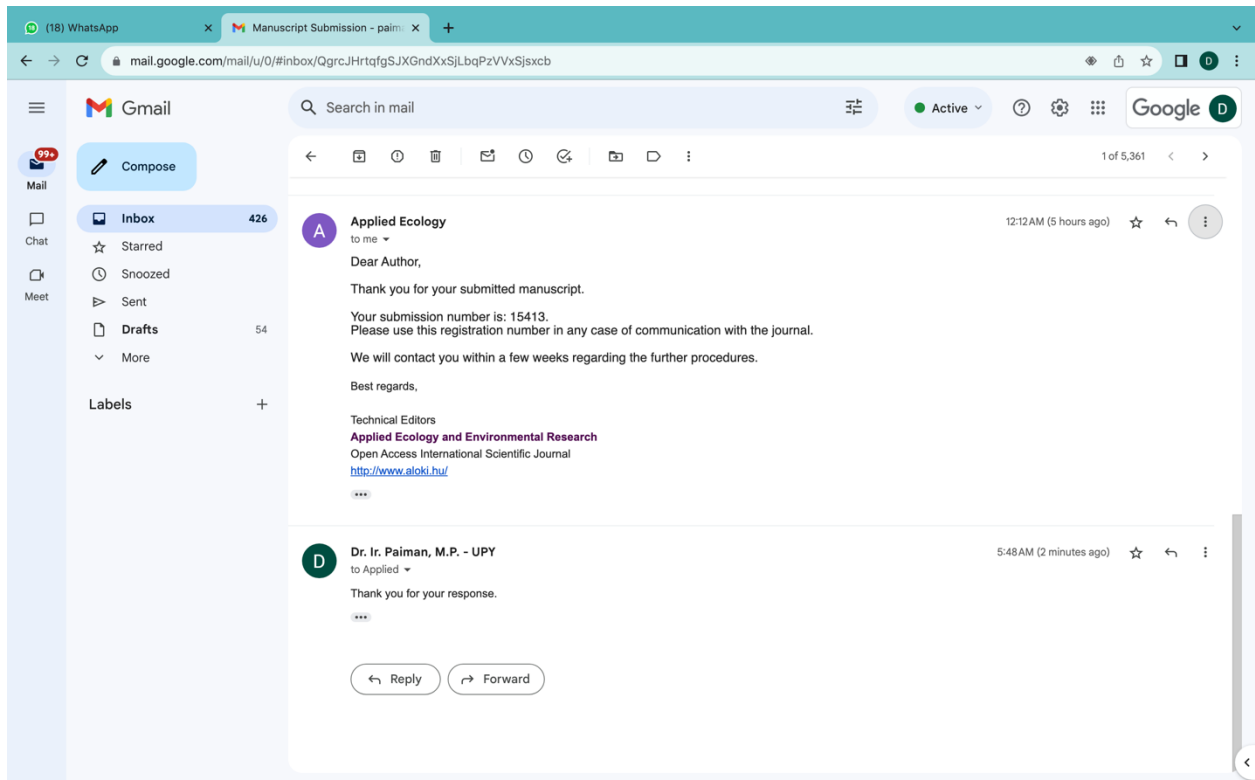 (18) WhatsApp
Manuscript Submission - paim
mail.google.com/mail/u/0/#inbox/QgrcJHrtqfgSJXGndXxSjLbqPzVVxSjsxcb
D
Gmail
Search in mail
Active
Google
D
99+
Mail
Chat
Meet
Compose
Inbox 426
Starred
Snoozed
Sent
Drafts 54
More
Labels
1 of 5,361
A
Applied Ecology
12:12 AM (5 hours ago)
to me
Dear Author,
Thank you for your submitted manuscript.
Your submission number is: 15413.
Please use this registration number in any case of communication with the journal.
We will contact you within a few weeks regarding the further procedures.
Best regards,
Technical Editors
Applied Ecology and Environmental Research
Open Access International Scientific Journal
http://www.aloki.hu/
D
Dr. Ir. Paiman, M.P. - UPY
5:48 AM (2 minutes ago)
to Applied
Thank you for your response.
Reply
Forward